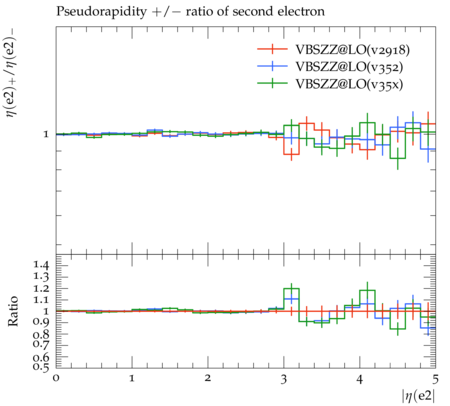 Pseudorapidity +/− ratio of second electron
η(e2)₊/η(e2)₋
VBSZZ@LO(v2918)
VBSZZ@LO(v352)
VBSZZ@LO(v35x)
1
Ratio
1.4
1.3
1.2
1.1
1
0.9
0.8
0.7
0.6
0.5
0 1 2 3 4 5
|η(e2|